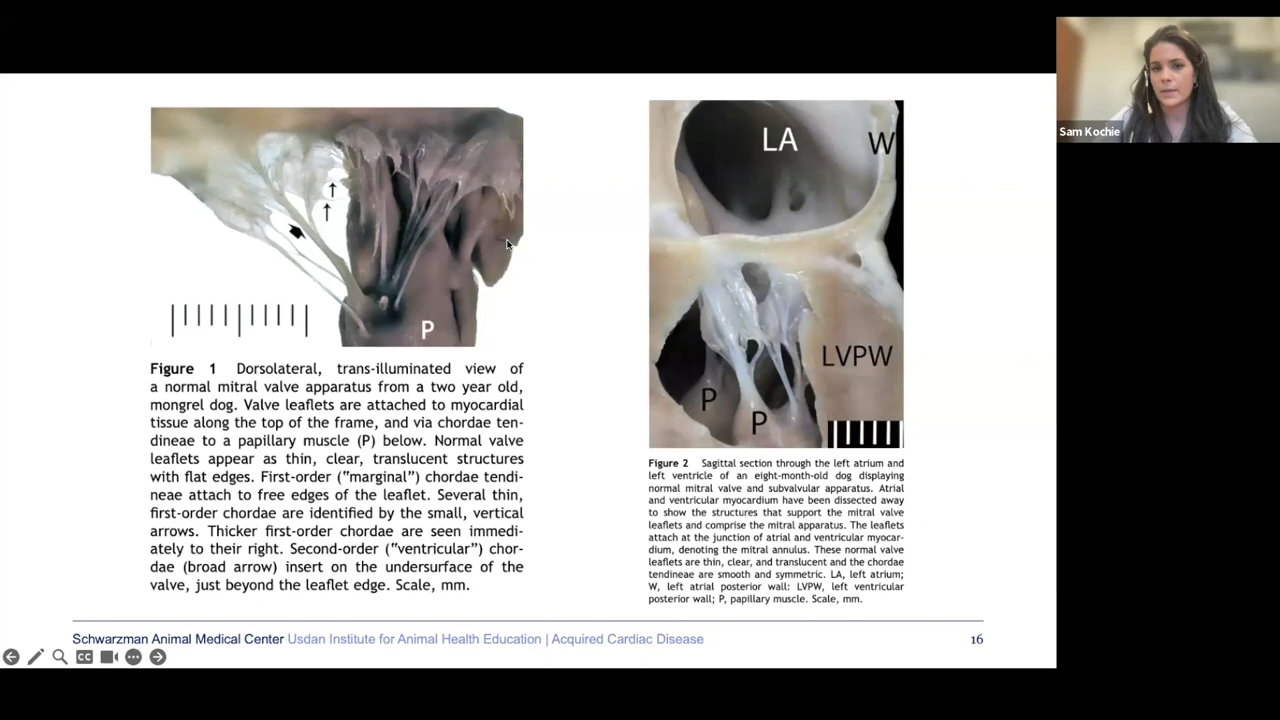 Sam Kochie
P
Figure 1 Dorsolateral, trans-illuminated view of
a normal mitral valve apparatus from a two year old,
mongrel dog. Valve leaflets are attached to myocardial
tissue along the top of the frame, and via chordae ten-
dineae to a papillary muscle (P) below. Normal valve
leaflets appear as thin, clear, translucent structures
with flat edges. First-order (“marginal”) chordae tendi-
neae attach to free edges of the leaflet. Several thin,
first-order chordae are identified by the small, vertical
arrows. Thicker first-order chordae are seen immedi-
ately to their right. Second-order (“ventricular”) chor-
dae (broad arrow) insert on the undersurface of the
valve, just beyond the leaflet edge. Scale, mm.
LA
W
LVPW
P
P
Figure 2 Sagittal section through the left atrium and
left ventricle of an eight-month-old dog displaying
normal mitral valve and subvalvular apparatus. Atrial
and ventricular myocardium have been dissected away
to show the structures that support the mitral valve
leaflets and comprise the mitral apparatus. The leaflets
attach at the junction of atrial and ventricular myocar-
dium, denoting the mitral annulus. These normal valve
leaflets are thin, clear, and translucent and the chordae
tendineae are smooth and symmetric. LA, left atrium;
W, left atrial posterior wall: LVPW, left ventricular
posterior wall; P, papillary muscle. Scale, mm.
Schwarzman Animal Medical Center Usdan Institute for Animal Health Education | Acquired Cardiac Disease
16
CC